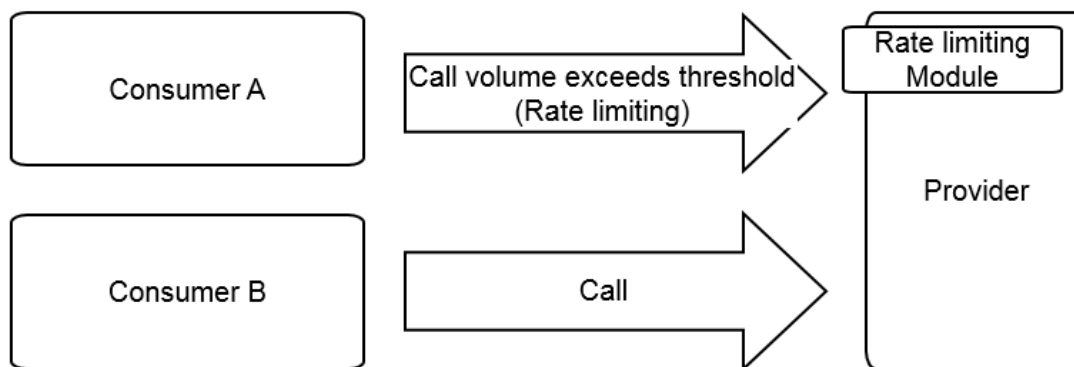 Consumer A
Call volume exceeds threshold
(Rate limiting)
Rate limiting
Module
Provider
Consumer B
Call